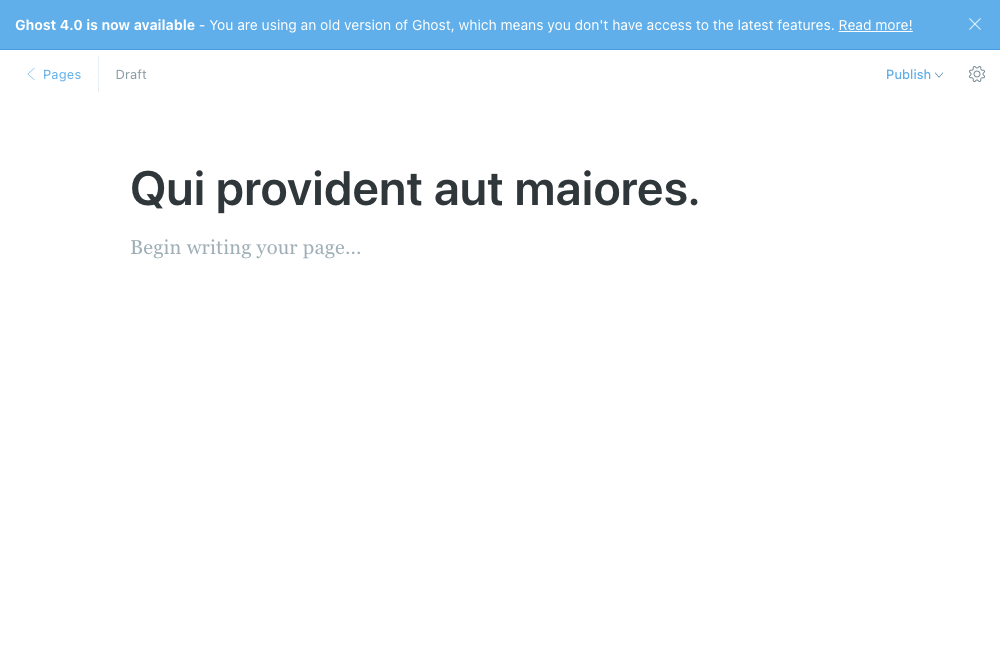 Ghost 4.0 is now available - You are using an old version of Ghost, which means you don't have access to the latest features. Read more!
Pages
Draft
Publish
Qui provident aut maiores.
Begin writing your page...